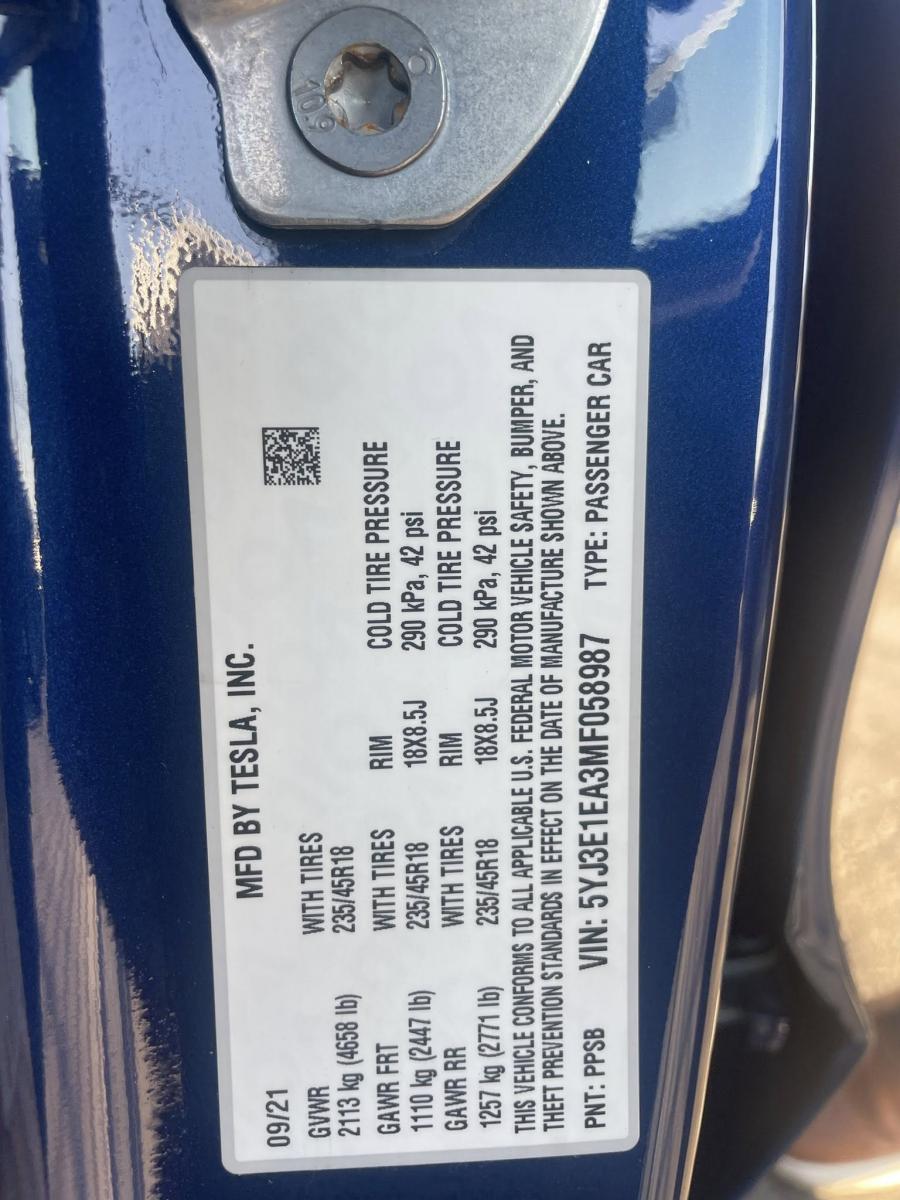 10.9
MFD BY TESLA, INC.
09/21
GVWR WITH TIRES
2113 kg (4658 lb) 235/45R18
GAWR FRT WITH TIRES RIM COLD TIRE PRESSURE
1110 kg (2447 lb) 235/45R18 18X8.5J 290 kPa, 42 psi
GAWR RR WITH TIRES RIM COLD TIRE PRESSURE
1257 kg (2771 lb) 235/45R18 18X8.5J 290 kPa, 42 psi
THIS VEHICLE CONFORMS TO ALL APPLICABLE U.S. FEDERAL MOTOR VEHICLE SAFETY, BUMPER, AND
THEFT PREVENTION STANDARDS IN EFFECT ON THE DATE OF MANUFACTURE SHOWN ABOVE.
PNT: PPSB VIN: 5YJ3E1EA3MF058987 TYPE: PASSENGER CAR